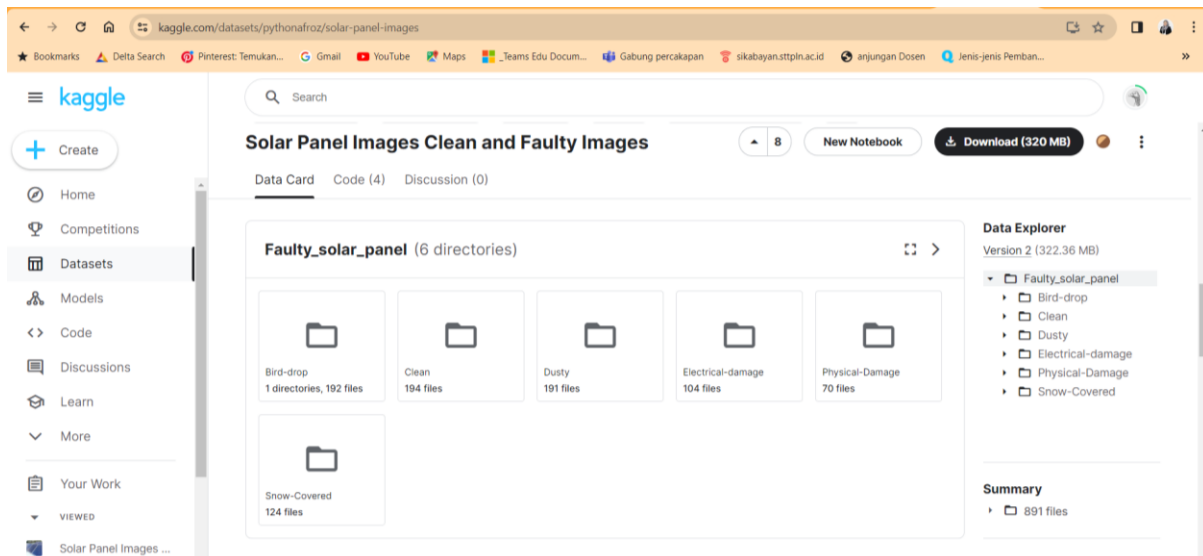 kaggle.com/datasets/pythonafroz/solar-panel-images
Bookmarks Delta Search Pinterest: Temukan... Gmail YouTube Maps _Teams Edu Docum... Gabung percakapan sikabayan.sttpln.ac.id anjungan Dosen Jenis-jenis Pemban... »
kaggle
Search
Create
Home
Competitions
Datasets
Models
Code
Discussions
Learn
More
Your Work
VIEWED
Solar Panel Images ...
Solar Panel Images Clean and Faulty Images
8
New Notebook
Download (320 MB)
Data Card Code (4) Discussion (0)
Faulty_solar_panel (6 directories)
Bird-drop
1 directories, 192 files
Clean
194 files
Dusty
191 files
Electrical-damage
104 files
Physical-Damage
70 files
Snow-Covered
124 files
Data Explorer
Version 2 (322.36 MB)
Faulty_solar_panel
Bird-drop
Clean
Dusty
Electrical-damage
Physical-Damage
Snow-Covered
Summary
891 files